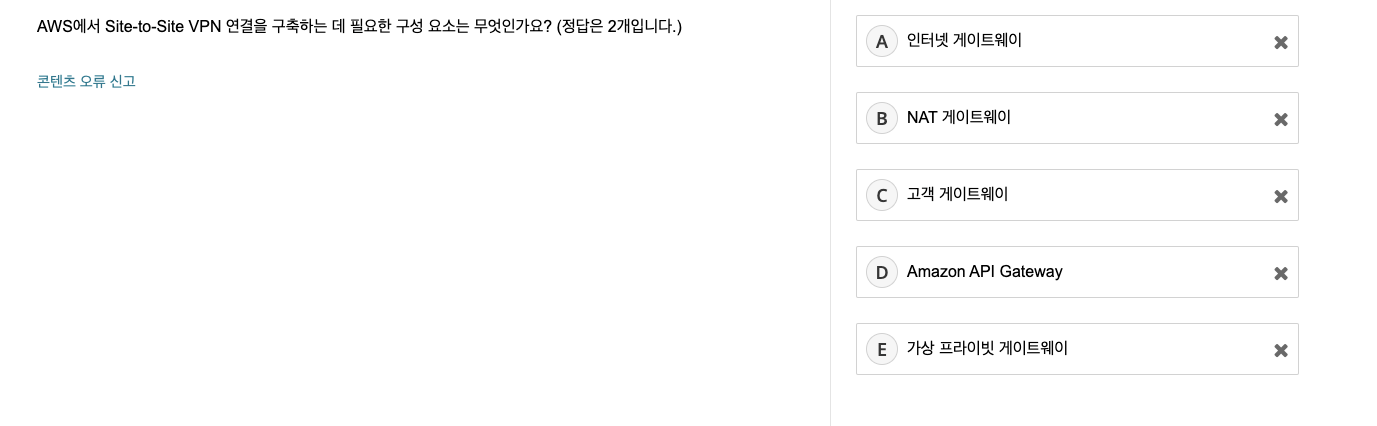 AWS에서 Site-to-Site VPN 연결을 구축하는 데 필요한 구성 요소는 무엇인가요? (정답은 2개입니다.)
콘텐츠 오류 신고
A 인터넷 게이트웨이
B NAT 게이트웨이
C 고객 게이트웨이
D Amazon API Gateway
E 가상 프라이빗 게이트웨이